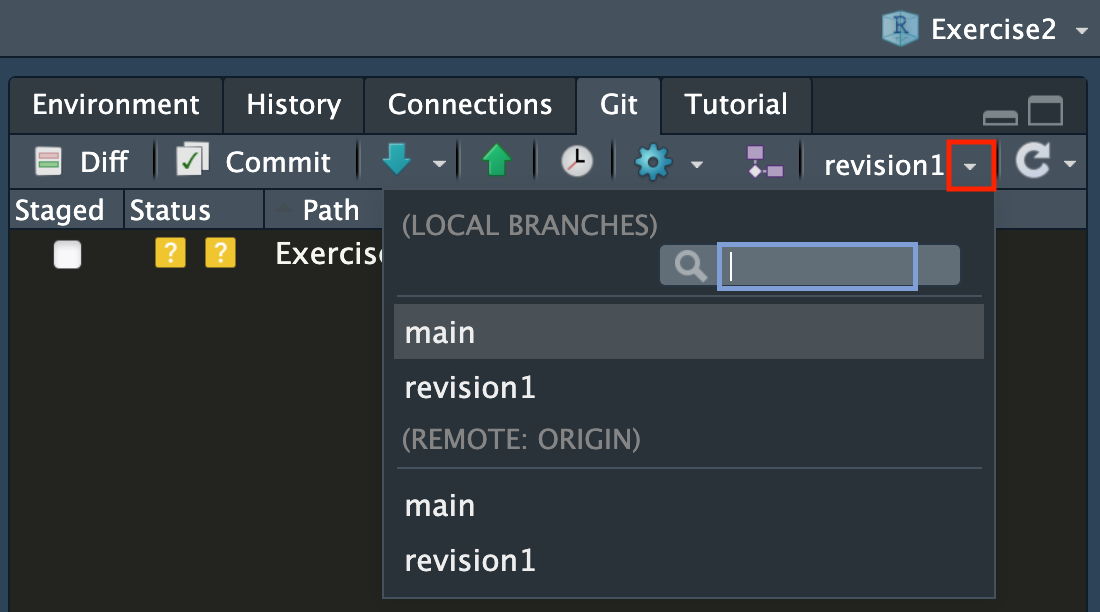 Exercise2
Environment History Connections Git Tutorial
Diff Commit revision1
Staged Status Path
(LOCAL BRANCHES)
? ?
main
revision1
(REMOTE: ORIGIN)
main
revision1